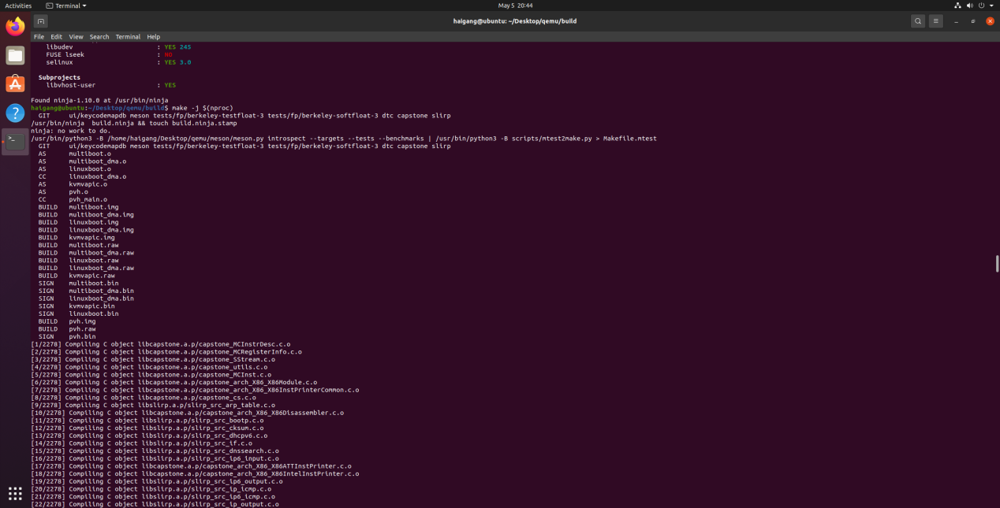 Activities
Terminal
May 5 20:44
haigang@ubuntu: ~/Desktop/qemu/build
File Edit View Search Terminal Help
libudev : YES 245
FUSE lseek : NO
selinux : YES 3.0
Subprojects
libvhost-user : YES
Found ninja-1.10.0 at /usr/bin/ninja
haigang@ubuntu:~/Desktop/qemu/build$ make -j $(nproc)
GIT ui/keycodemapdb meson tests/fp/berkeley-testfloat-3 tests/fp/berkeley-softfloat-3 dtc capstone slirp
/usr/bin/ninja build.ninja && touch build.ninja.stamp
ninja: no work to do.
/usr/bin/python3 -B /home/haigang/Desktop/qemu/meson/meson.py introspect --targets --tests --benchmarks | /usr/bin/python3 -B scripts/mtest2make.py > Makefile.mtest
GIT ui/keycodemapdb meson tests/fp/berkeley-testfloat-3 tests/fp/berkeley-softfloat-3 dtc capstone slirp
AS multiboot.o
AS multiboot_dma.o
AS linuxboot.o
CC linuxboot_dma.o
AS kvmvapic.o
AS pvh.o
CC pvh_main.o
BUILD multiboot.img
BUILD multiboot_dma.img
BUILD linuxboot.img
BUILD linuxboot_dma.img
BUILD kvmvapic.img
BUILD multiboot.raw
BUILD multiboot_dma.raw
BUILD linuxboot.raw
BUILD linuxboot_dma.raw
BUILD kvmvapic.raw
SIGN multiboot.bin
SIGN multiboot_dma.bin
SIGN linuxboot_dma.bin
SIGN kvmvapic.bin
SIGN linuxboot.bin
BUILD pvh.img
BUILD pvh.raw
SIGN pvh.bin
[1/2278] Compiling C object libcapstone.a.p/capstone_MCInstrDesc.c.o
[2/2278] Compiling C object libcapstone.a.p/capstone_MCRegisterInfo.c.o
[3/2278] Compiling C object libcapstone.a.p/capstone_SStream.c.o
[4/2278] Compiling C object libcapstone.a.p/capstone_utils.c.o
[5/2278] Compiling C object libcapstone.a.p/capstone_MCInst.c.o
[6/2278] Compiling C object libcapstone.a.p/capstone_arch_X86_X86Module.c.o
[7/2278] Compiling C object libcapstone.a.p/capstone_arch_X86_X86InstPrinterCommon.c.o
[8/2278] Compiling C object libcapstone.a.p/capstone_cs.c.o
[9/2278] Compiling C object libslirp.a.p/slirp_src_arp_table.c.o
[10/2278] Compiling C object libcapstone.a.p/capstone_arch_X86_X86Disassembler.c.o
[11/2278] Compiling C object libslirp.a.p/slirp_src_bootp.c.o
[12/2278] Compiling C object libslirp.a.p/slirp_src_cksum.c.o
[13/2278] Compiling C object libslirp.a.p/slirp_src_dhcpv6.c.o
[14/2278] Compiling C object libslirp.a.p/slirp_src_if.c.o
[15/2278] Compiling C object libslirp.a.p/slirp_src_dnssearch.c.o
[16/2278] Compiling C object libslirp.a.p/slirp_src_ip6_input.c.o
[17/2278] Compiling C object libcapstone.a.p/capstone_arch_X86_X86ATTInstPrinter.c.o
[18/2278] Compiling C object libcapstone.a.p/capstone_arch_X86_X86IntelInstPrinter.c.o
[19/2278] Compiling C object libslirp.a.p/slirp_src_ip6_output.c.o
[20/2278] Compiling C object libslirp.a.p/slirp_src_ip_icmp.c.o
[21/2278] Compiling C object libslirp.a.p/slirp_src_ip6_icmp.c.o
[22/2278] Compiling C object libslirp.a.p/slirp_src_ip_output.c.o